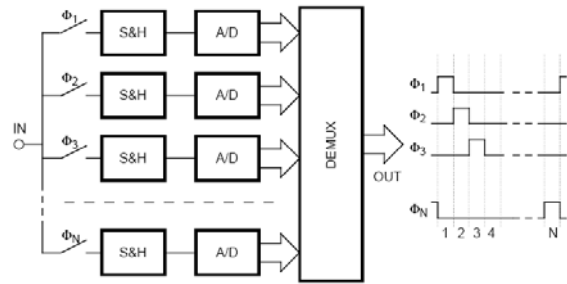 Φ1 S&H A/D
Φ2 S&H A/D
IN Φ3 S&H A/D
ΦN S&H A/D
DEMUX
OUT
Φ1
Φ2
Φ3
ΦN
1 2 3 4 N